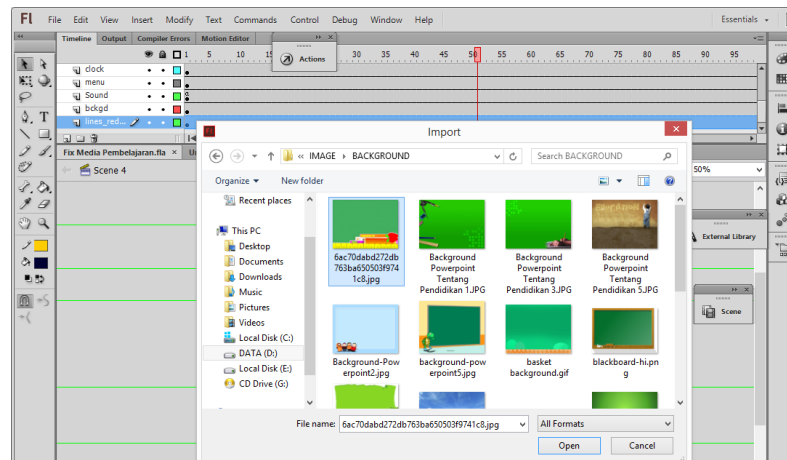 Fl File Edit View Insert Modify Text Commands Control Debug Window Help Essentials
Timeline Output Compiler Errors Motion Editor
1 5 10 15 30 35 40 45 50 55 60 65 70 75 80 85 90 95
Actions
clock
menu
Sound
bckgd
lines_red...
Fix Media Pembelajaran.fla ×
Scene 4
50%
External Library
Scene
Import
« IMAGE BACKGROUND
Search BACKGROUND
Organize New folder
Recent places
This PC
Desktop
Documents
Downloads
Music
Pictures
Videos
Local Disk (C:)
DATA (D:)
Local Disk (E:)
CD Drive (G:)
6ac70dabd272db
763ba650503f974
1c8.jpg
Background
Powerpoint
Tentang
Pendidikan 1.JPG
Background
Powerpoint
Tentang
Pendidikan 3.JPG
Background
Powerpoint
Tentang
Pendidikan 5.JPG
Background-Pow
erpoint2.jpg
background-pow
erpoint5.jpg
basket
background.gif
blackboard-hi.pn
g
File name: 6ac70dabd272db763ba650503f9741c8.jpg
All Formats
Open Cancel